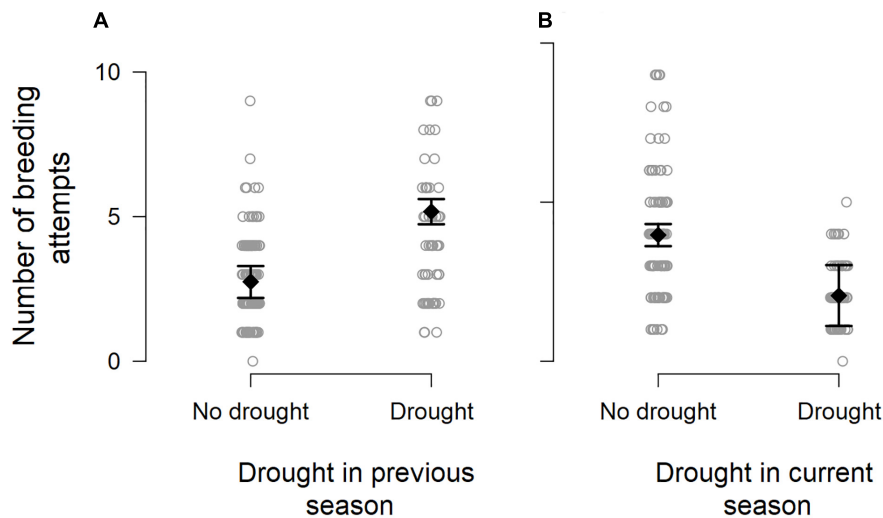 A
B
Number of breeding
attempts
10
5
0
No drought
Drought
No drought
Drought
Drought in previous
season
Drought in current
season